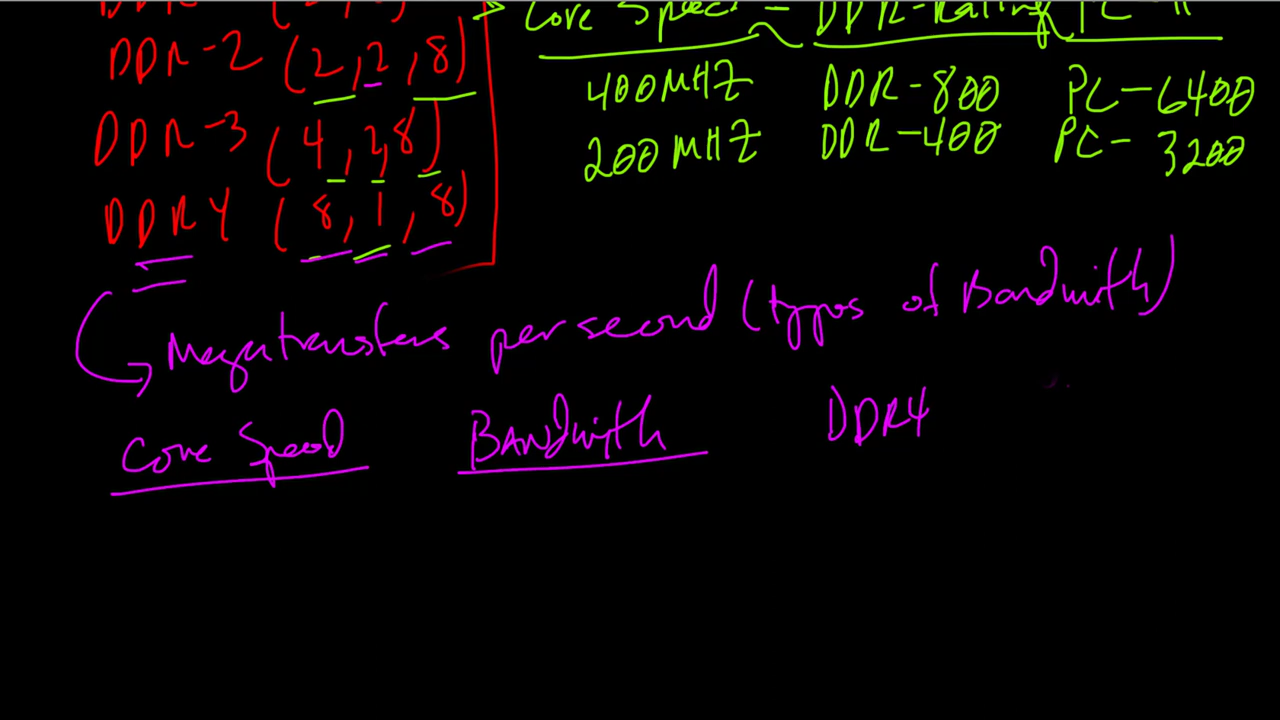 DDR-2 (2,2,8)
DDR-3 (4,2,8)
DDR4 (8,1,8)
Core Speed - DDR-Rating PC-#
400MHZ DDR-800 PC-6400
200MHZ DDR-400 PC-3200
Megatransfers per second (types of Bandwith)
Core Speed Bandwith DDR4